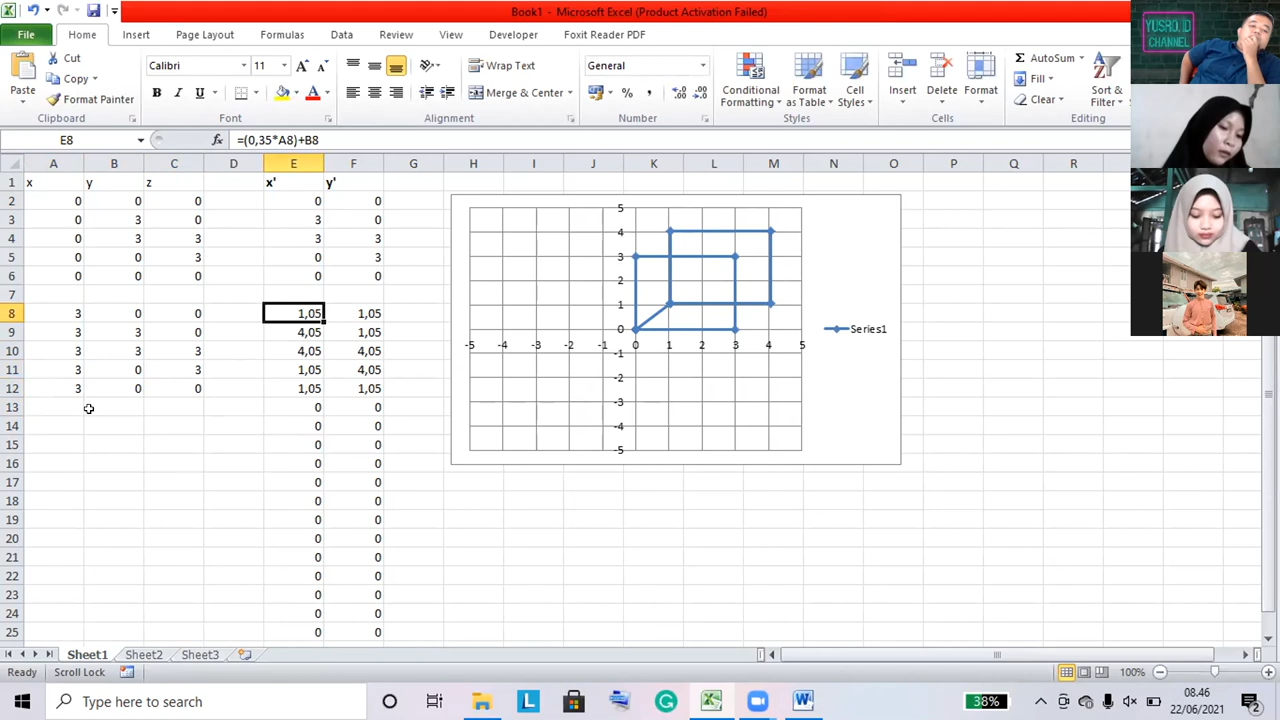 Book1 - Microsoft Excel (Product Activation Failed)
File Home Insert Page Layout Formulas Data Review View Developer Foxit Reader PDF
Paste Cut Copy Format Painter Clipboard
Calibri 11 Font
Wrap Text Merge & Center Alignment
General Number
Conditional Formatting Format as Table Cell Styles Styles
Insert Delete Format Cells
AutoSum Fill Clear Sort & Filter Editing
YUSRO.ID
CHANNEL
E8 fx =(0,35*A8)+B8
A B C D E F G H I J K L M N O P Q R
1 x y z x' y'
2 0 0 0 0 0
3 0 3 0 3 0
4 0 3 3 3 3
5 0 0 3 0 3
6 0 0 0 0 0
7
8 3 0 0 1,05 1,05
9 3 3 0 4,05 1,05
10 3 3 3 4,05 4,05
11 3 0 3 1,05 4,05
12 3 0 0 1,05 1,05
13 0 0
14 0 0
15 0 0
16 0 0
17 0 0
18 0 0
19 0 0
20 0 0
21 0 0
22 0 0
23 0 0
24 0 0
25 0 0
5
4
3
2
1
0
-5 -4 -3 -2 -1 0 1 2 3 4 5
-1
-2
-3
-4
-5
Series1
Sheet1 Sheet2 Sheet3
Ready Scroll Lock 100%
Type here to search
38%
08.46
22/06/2021
2